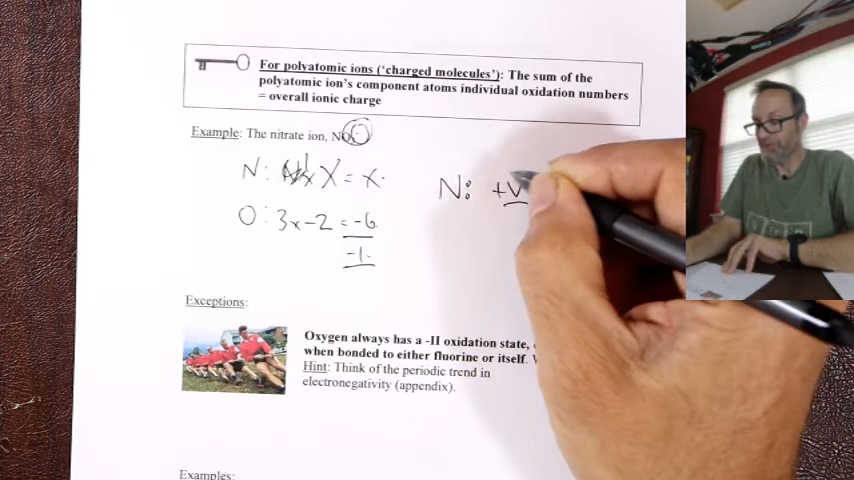 For polyatomic ions ('charged molecules'): The sum of the
polyatomic ion's component atoms individual oxidation numbers
= overall ionic charge
Example: The nitrate ion, NO
N: X = x.
O: 3x-2 = -6
-1.
N: +V
Exceptions:
Oxygen always has a -II oxidation state,
when bonded to either fluorine or itself.
Hint: Think of the periodic trend in
electronegativity (appendix).
Examples: